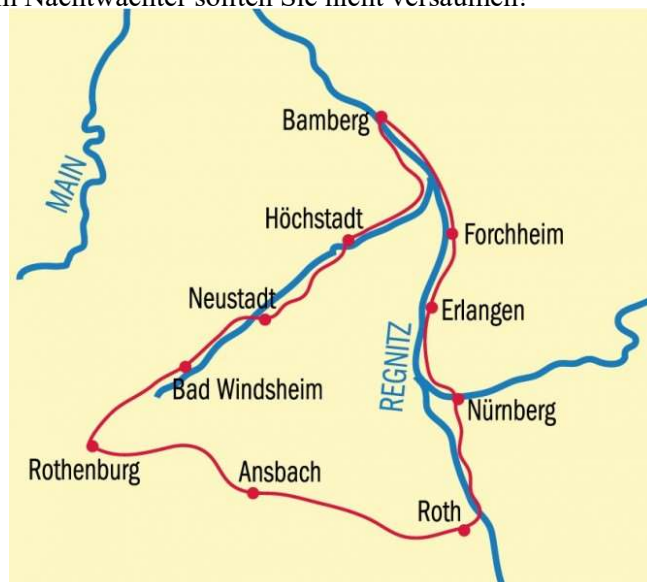 Nachtwächter sollten Sie nicht versäumen!
Bamberg
MAIN
Höchstadt
Forchheim
Neustadt
Erlangen
REGNITZ
Bad Windsheim
Nürnberg
Rothenburg
Ansbach
Roth